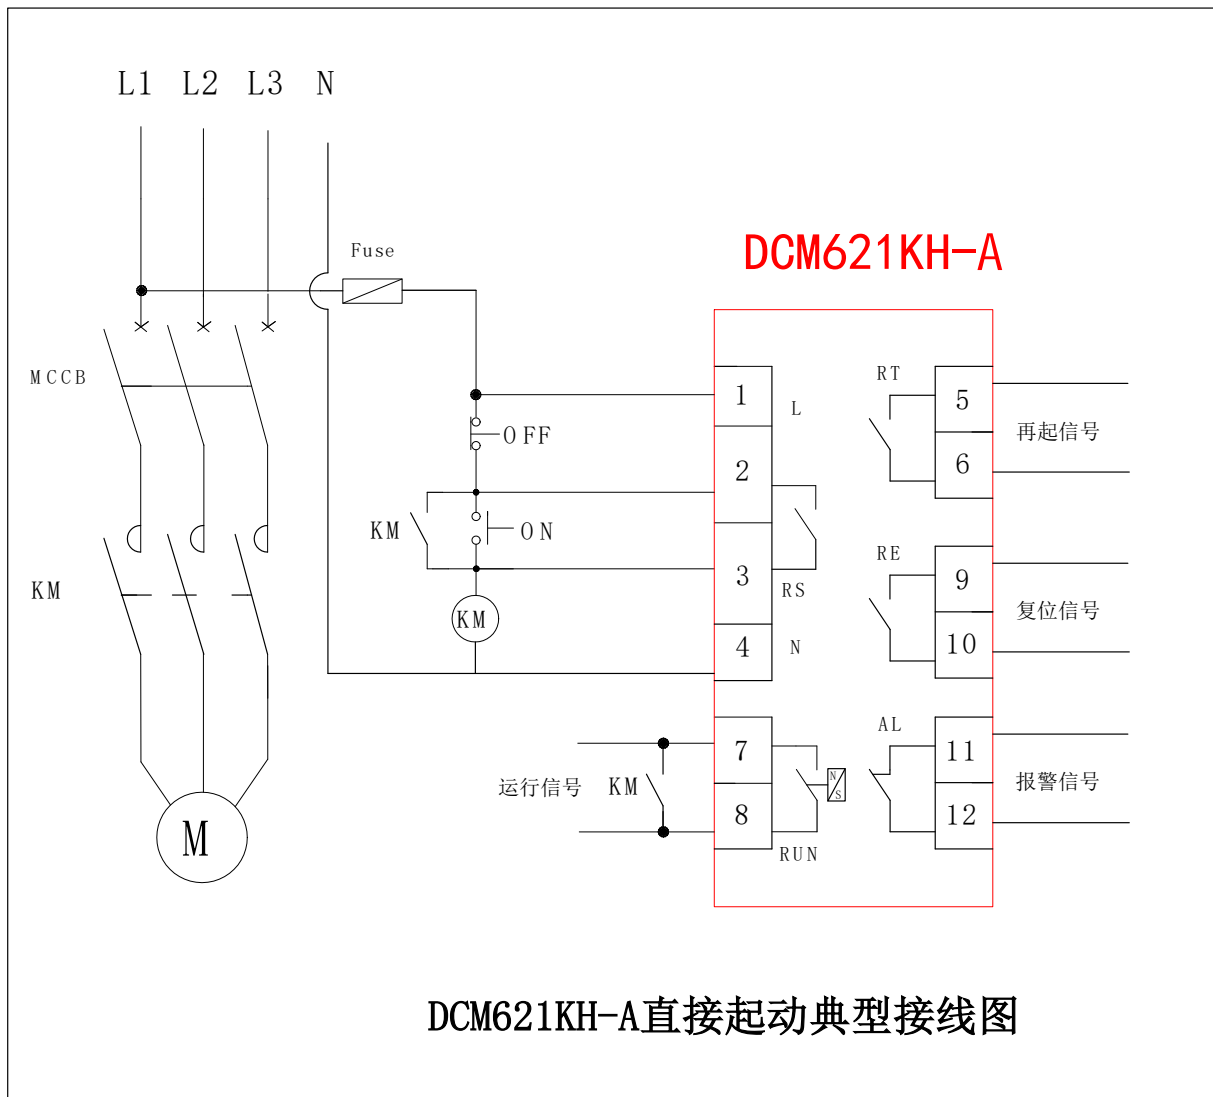 L1 L2 L3 N
Fuse
DCM621KH-A
MCCB
1 L
RT 5
再起信号
OFF
2
6
KM ON
3
RS
RE 9
复位信号
KM
KM
4 N
10
7
AL 11
运行信号 KM
N
S
报警信号
8
12
M
RUN
DCM621KH-A直接起动典型接线图